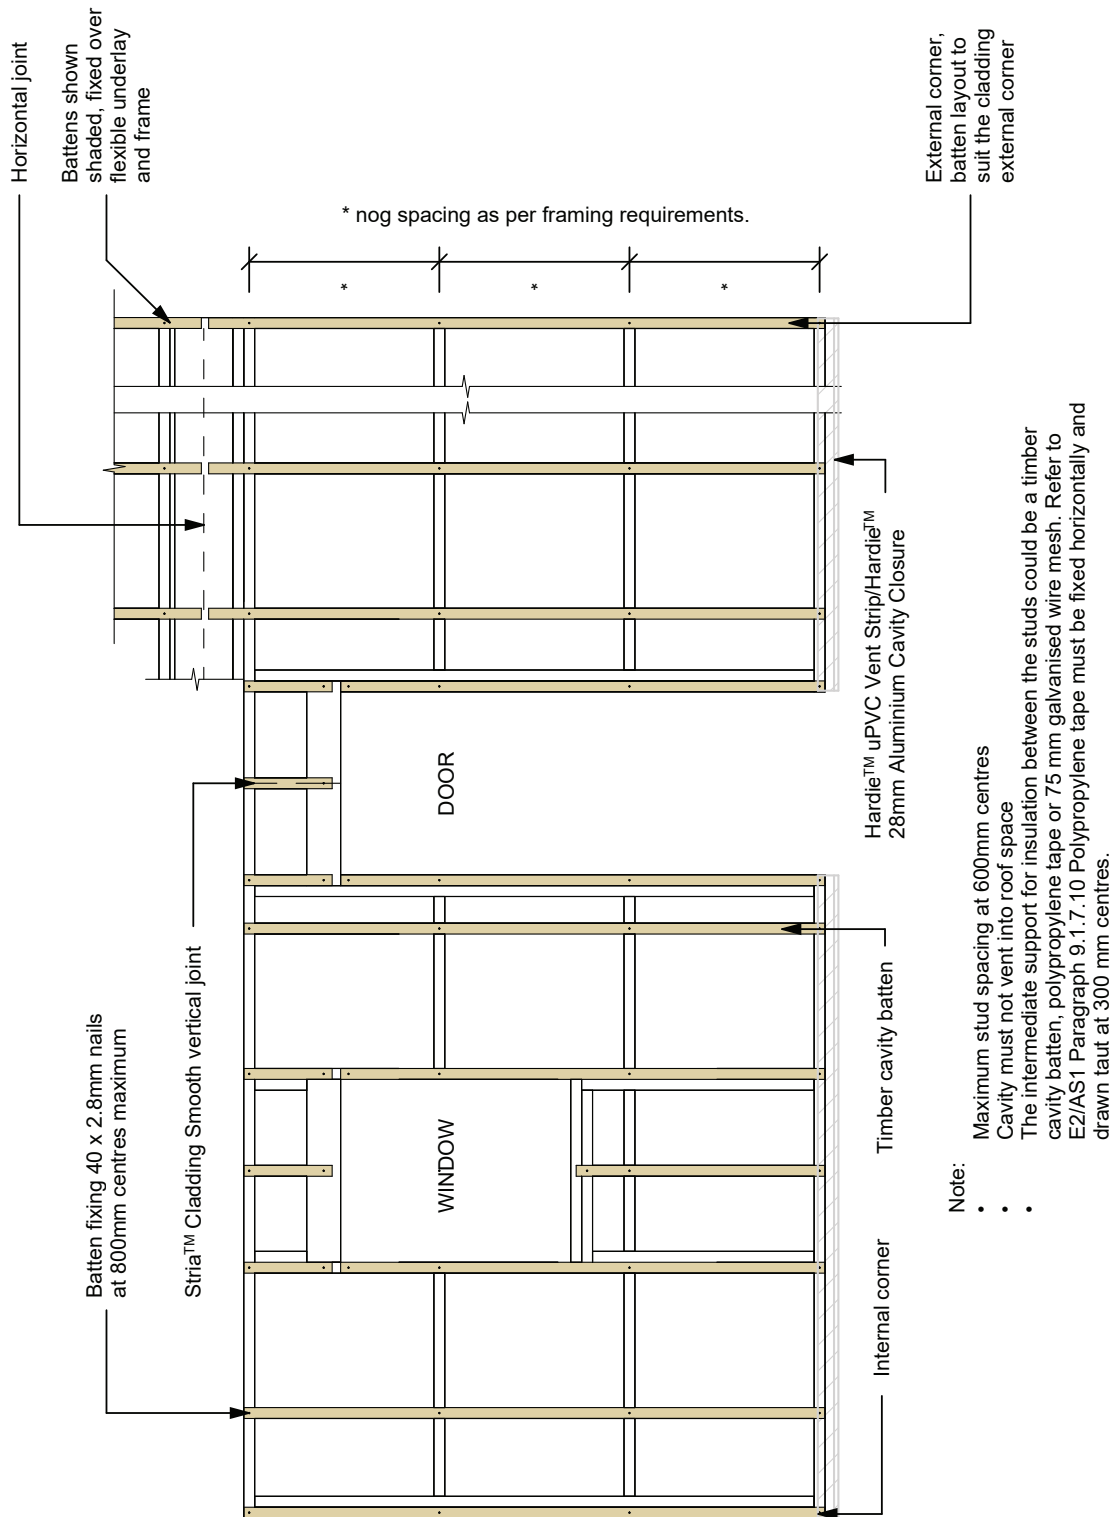 Horizontal joint
Battens shown
shaded, fixed over
flexible underlay
and frame
* nog spacing as per framing requirements.
*
*
*
External corner,
batten layout to
suit the cladding
external corner
Batten fixing 40 x 2.8mm nails
at 800mm centres maximum
Stria™ Cladding Smooth vertical joint
WINDOW
DOOR
Hardie™ uPVC Vent Strip/Hardie™
28mm Aluminium Cavity Closure
Timber cavity batten
Internal corner
Note:
• Maximum stud spacing at 600mm centres
• Cavity must not vent into roof space
• The intermediate support for insulation between the studs could be a timber
cavity batten, polypropylene tape or 75 mm galvanised wire mesh. Refer to
E2/AS1 Paragraph 9.1.7.10 Polypropylene tape must be fixed horizontally and
drawn taut at 300 mm centres.